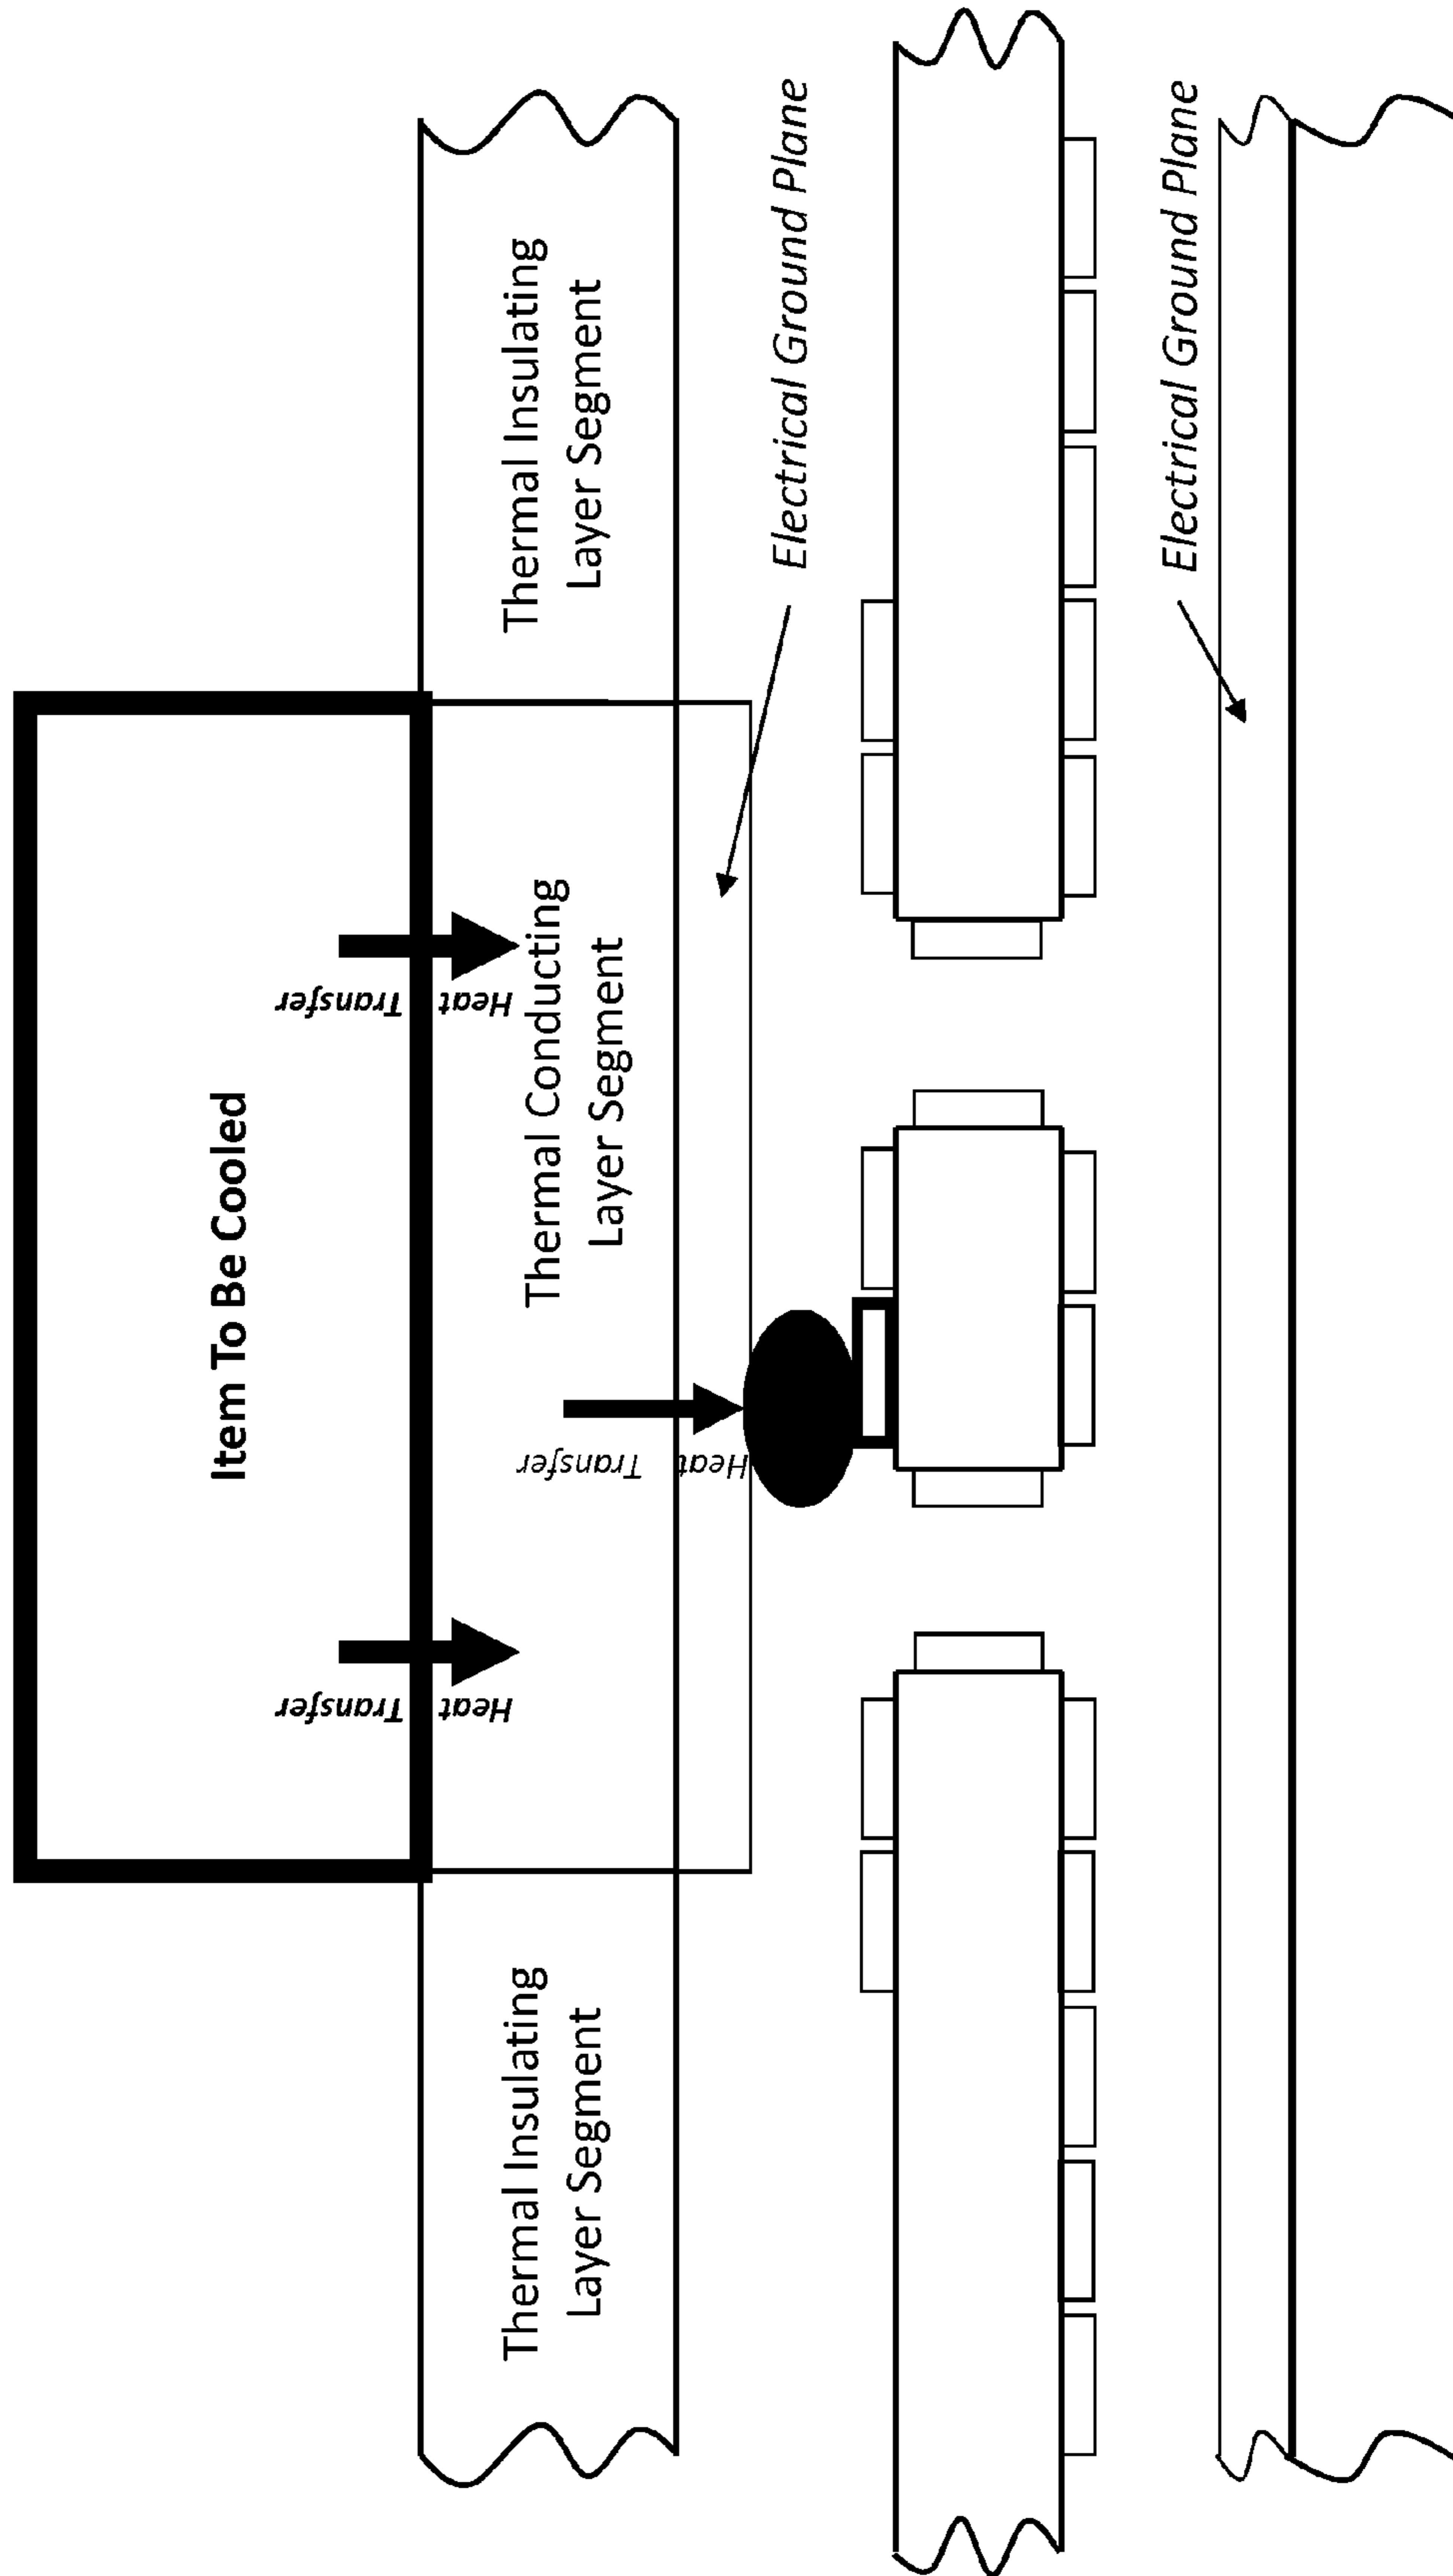 Item To Be Cooled
Heat Transfer
Heat Transfer
Thermal Insulating
Layer Segment
Thermal Conducting
Layer Segment
Thermal Insulating
Layer Segment
Heat Transfer
Electrical Ground Plane
Electrical Ground Plane